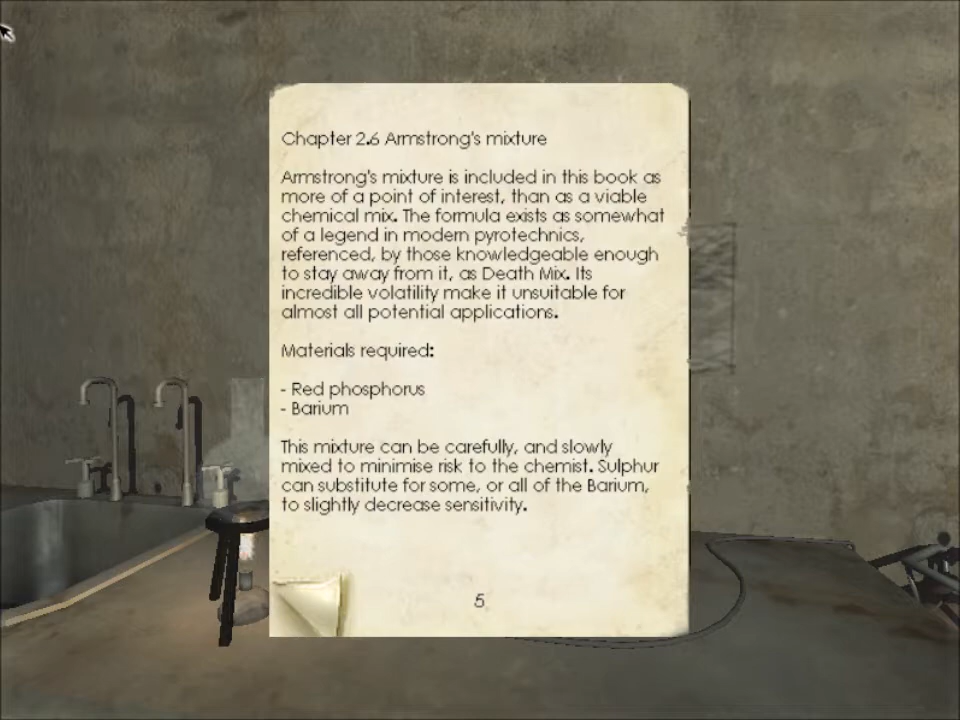 Chapter 2.6 Armstrong's mixture
Armstrong's mixture is included in this book as
more of a point of interest, than as a viable
chemical mix. The formula exists as somewhat
of a legend in modern pyrotechnics,
referenced, by those knowledgeable enough
to stay away from it, as Death Mix. Its
incredible volatility make it unsuitable for
almost all potential applications.
Materials required:
- Red phosphorus
- Barium
This mixture can be carefully, and slowly
mixed to minimise risk to the chemist. Sulphur
can substitute for some, or all of the Barium,
to slightly decrease sensitivity.
5